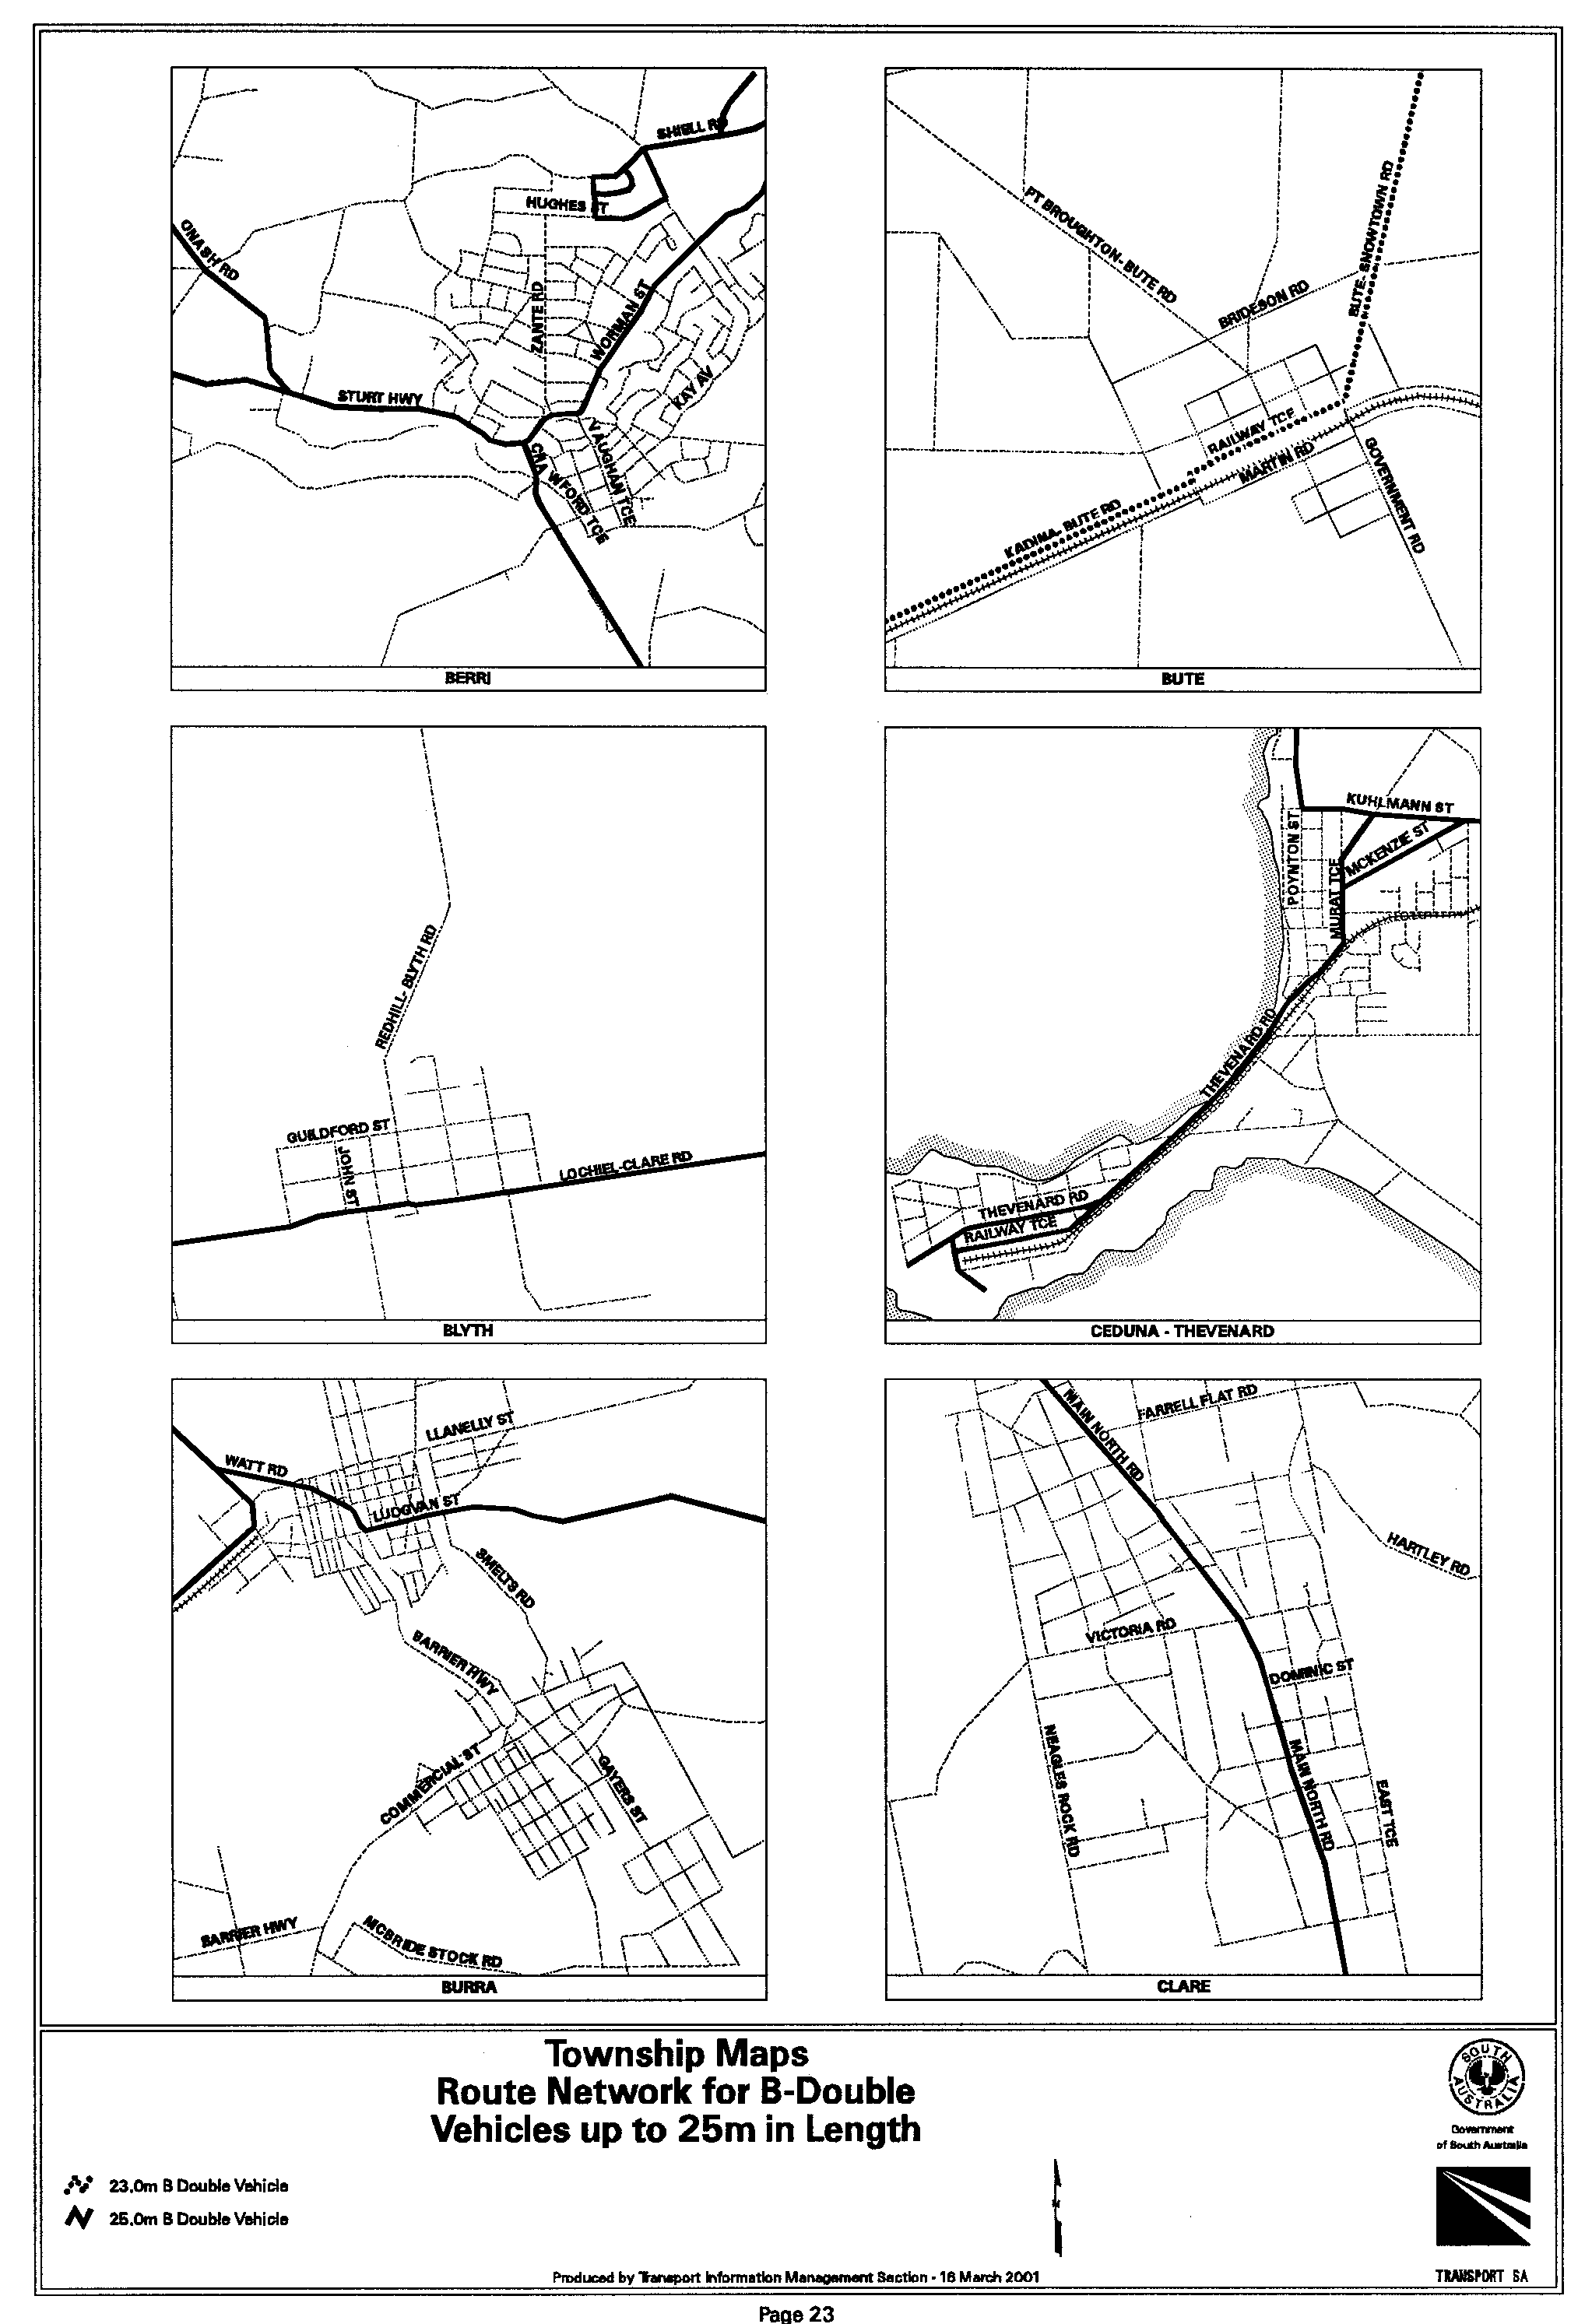 SHIELL RD
HUGHES ST
ONASH RD
ZANTE RD
WORMAN ST
KAY AV
STURT HWY
VAUGHAN TCE
CRAWFORD TCE
BERRI
PT BROUGHTON-BUTE RD
BUTE-SNOWTOWN RD
BRIDESON RD
RAILWAY TCE
MARTIN RD
GOVERNMENT RD
KADINA-BUTE RD
BUTE
REDHILL-BLYTH RD
GUILDFORD ST
JOHN ST
LOCHIEL-CLARE RD
BLYTH
KUHLMANN ST
POYNTON ST
MCKENZIE ST
MURAT TCE
THEVENARD RD
THEVENARD RD
RAILWAY TCE
CEDUNA - THEVENARD
LLANELLY ST
WATT RD
LUDGVAN ST
SMELTS RD
BARRIER HWY
COMMERCIAL ST
GAYERS ST
BARRIER HWY
MCBRIDE STOCK RD
BURRA
MAIN NORTH RD
FARRELL FLAT RD
HARTLEY RD
VICTORIA RD
DOMINIC ST
NEAGLES ROCK RD
MAIN NORTH RD
EAST TCE
CLARE
Township Maps
Route Network for B-Double
Vehicles up to 25m in Length
23.0m B Double Vehicle
25.0m B Double Vehicle
SOUTH
AUSTRALIA
Government
of South Australia
TRANSPORT SA
Produced by Transport Information Management Section - 16 March 2001
Page 23